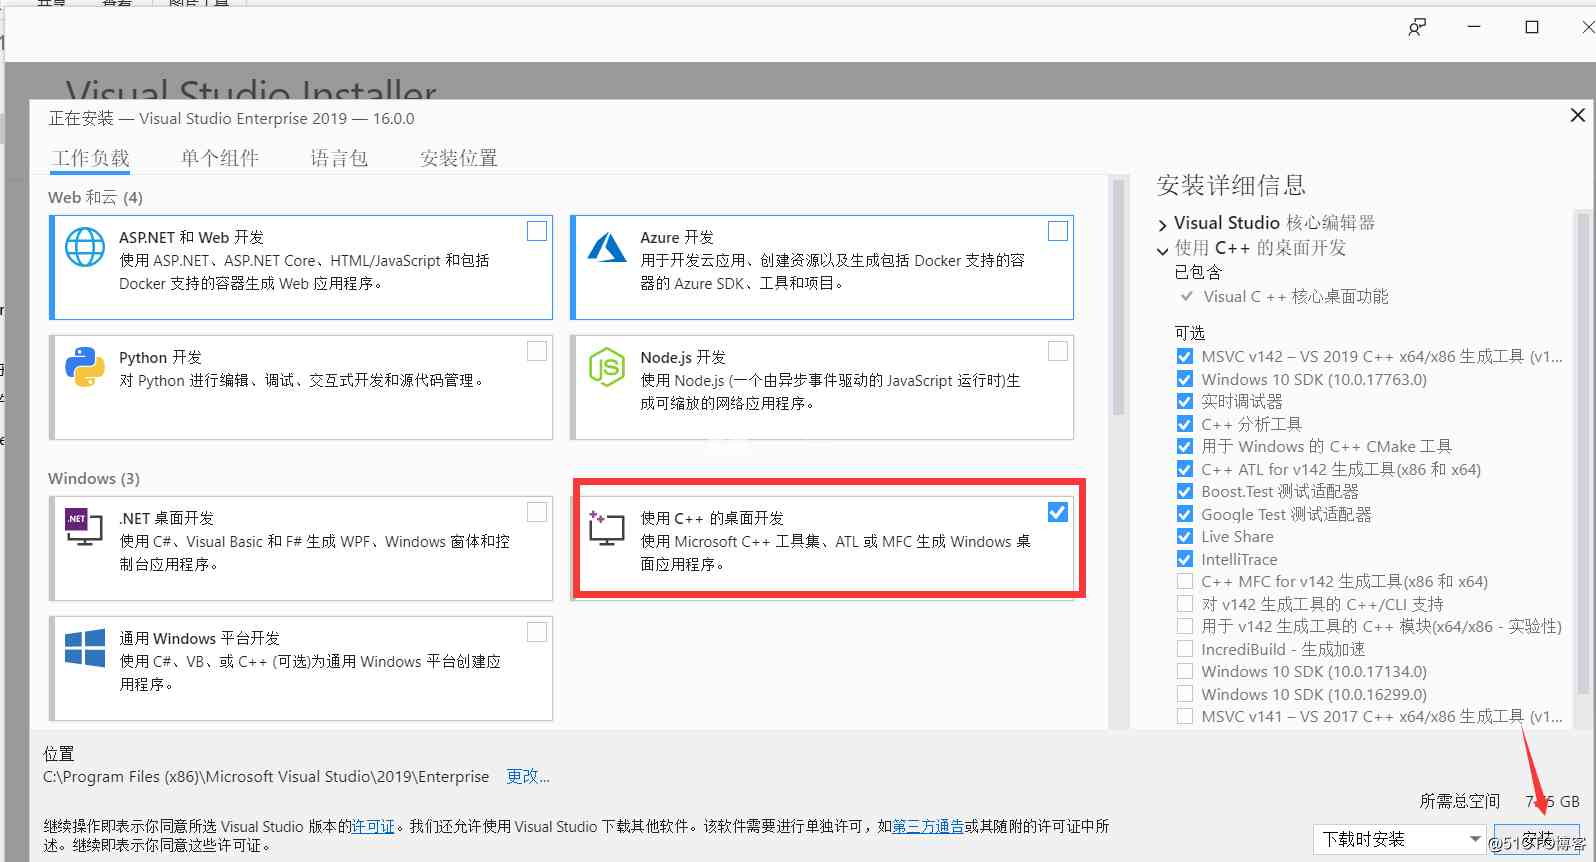 共享 查看 图片工具
Visual Studio Installer
正在安装 — Visual Studio Enterprise 2019 — 16.0.0
工作负载 单个组件 语言包 安装位置
Web 和云 (4)
ASP.NET 和 Web 开发
使用 ASP.NET、ASP.NET Core、HTML/JavaScript 和包括
Docker 支持的容器生成 Web 应用程序。
Azure 开发
用于开发云应用、创建资源以及生成包括 Docker 支持的容
器的 Azure SDK、工具和项目。
Python 开发
对 Python 进行编辑、调试、交互式开发和源代码管理。
Node.js 开发
使用 Node.js (一个由异步事件驱动的 JavaScript 运行时)生
成可缩放的网络应用程序。
Windows (3)
.NET
.NET 桌面开发
使用 C#、Visual Basic 和 F# 生成 WPF、Windows 窗体和控
制台应用程序。
使用 C++ 的桌面开发
使用 Microsoft C++ 工具集、ATL 或 MFC 生成 Windows 桌
面应用程序。
通用 Windows 平台开发
使用 C#、VB、或 C++ (可选)为通用 Windows 平台创建应
用程序。
安装详细信息
Visual Studio 核心编辑器
使用 C++ 的桌面开发
已包含
Visual C ++ 核心桌面功能
可选
MSVC v142 – VS 2019 C++ x64/x86 生成工具 (v1...
Windows 10 SDK (10.0.17763.0)
实时调试器
C++ 分析工具
用于 Windows 的 C++ CMake 工具
C++ ATL for v142 生成工具(x86 和 x64)
Boost.Test 测试适配器
Google Test 测试适配器
Live Share
IntelliTrace
C++ MFC for v142 生成工具(x86 和 x64)
对 v142 生成工具的 C++/CLI 支持
用于 v142 生成工具的 C++ 模块(x64/x86 - 实验性)
IncrediBuild - 生成加速
Windows 10 SDK (10.0.17134.0)
Windows 10 SDK (10.0.16299.0)
MSVC v141 – VS 2017 C++ x64/x86 生成工具 (v1...
位置
C:\Program Files (x86)\Microsoft Visual Studio\2019\Enterprise 更改...
所需总空间 GB
继续操作即表示你同意所选 Visual Studio 版本的许可证。我们还允许使用 Visual Studio 下载其他软件。该软件需要进行单独许可，如第三方通告或其随附的许可证中所
述。继续即表示你同意这些许可证。
下载时安装 安装
@51CTO博客